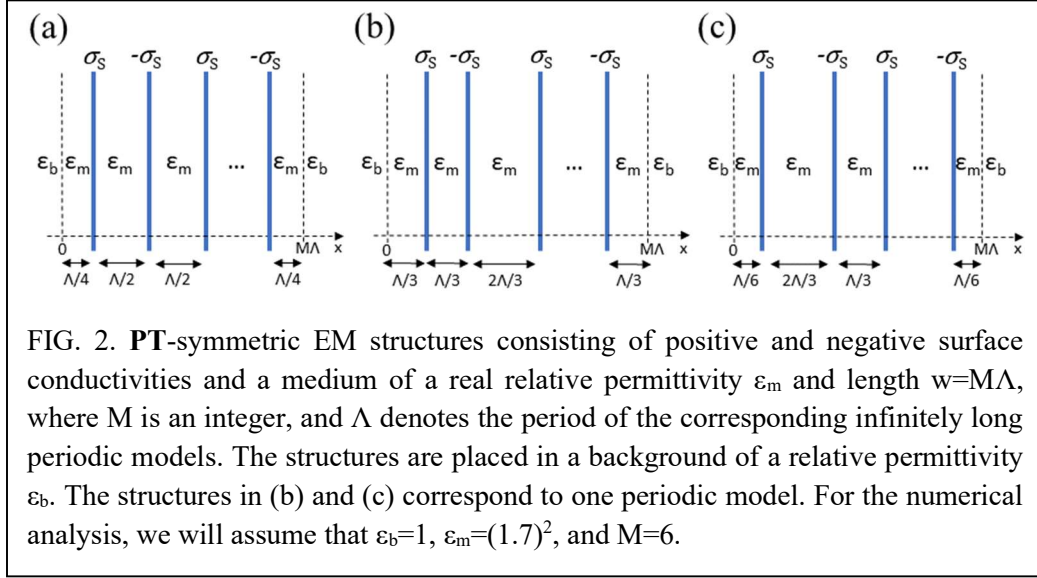 (a) (b) (c)
σS -σS σS -σS σS -σS σS -σS σS -σS σS -σS
εb εm εm εm ... εm εb εb εm εm εm ... εm εb εb εm εm εm ... εm εb
0 MΛ x 0 MΛ x 0 MΛ x
Λ/4 Λ/2 Λ/2 Λ/4 Λ/3 Λ/3 2Λ/3 Λ/3 Λ/6 2Λ/3 Λ/3 Λ/6
FIG. 2. PT-symmetric EM structures consisting of positive and negative surface
conductivities and a medium of a real relative permittivity εm and length w=MΛ,
where M is an integer, and Λ denotes the period of the corresponding infinitely long
periodic models. The structures are placed in a background of a relative permittivity
εb. The structures in (b) and (c) correspond to one periodic model. For the numerical
analysis, we will assume that εb=1, εm=(1.7)², and M=6.